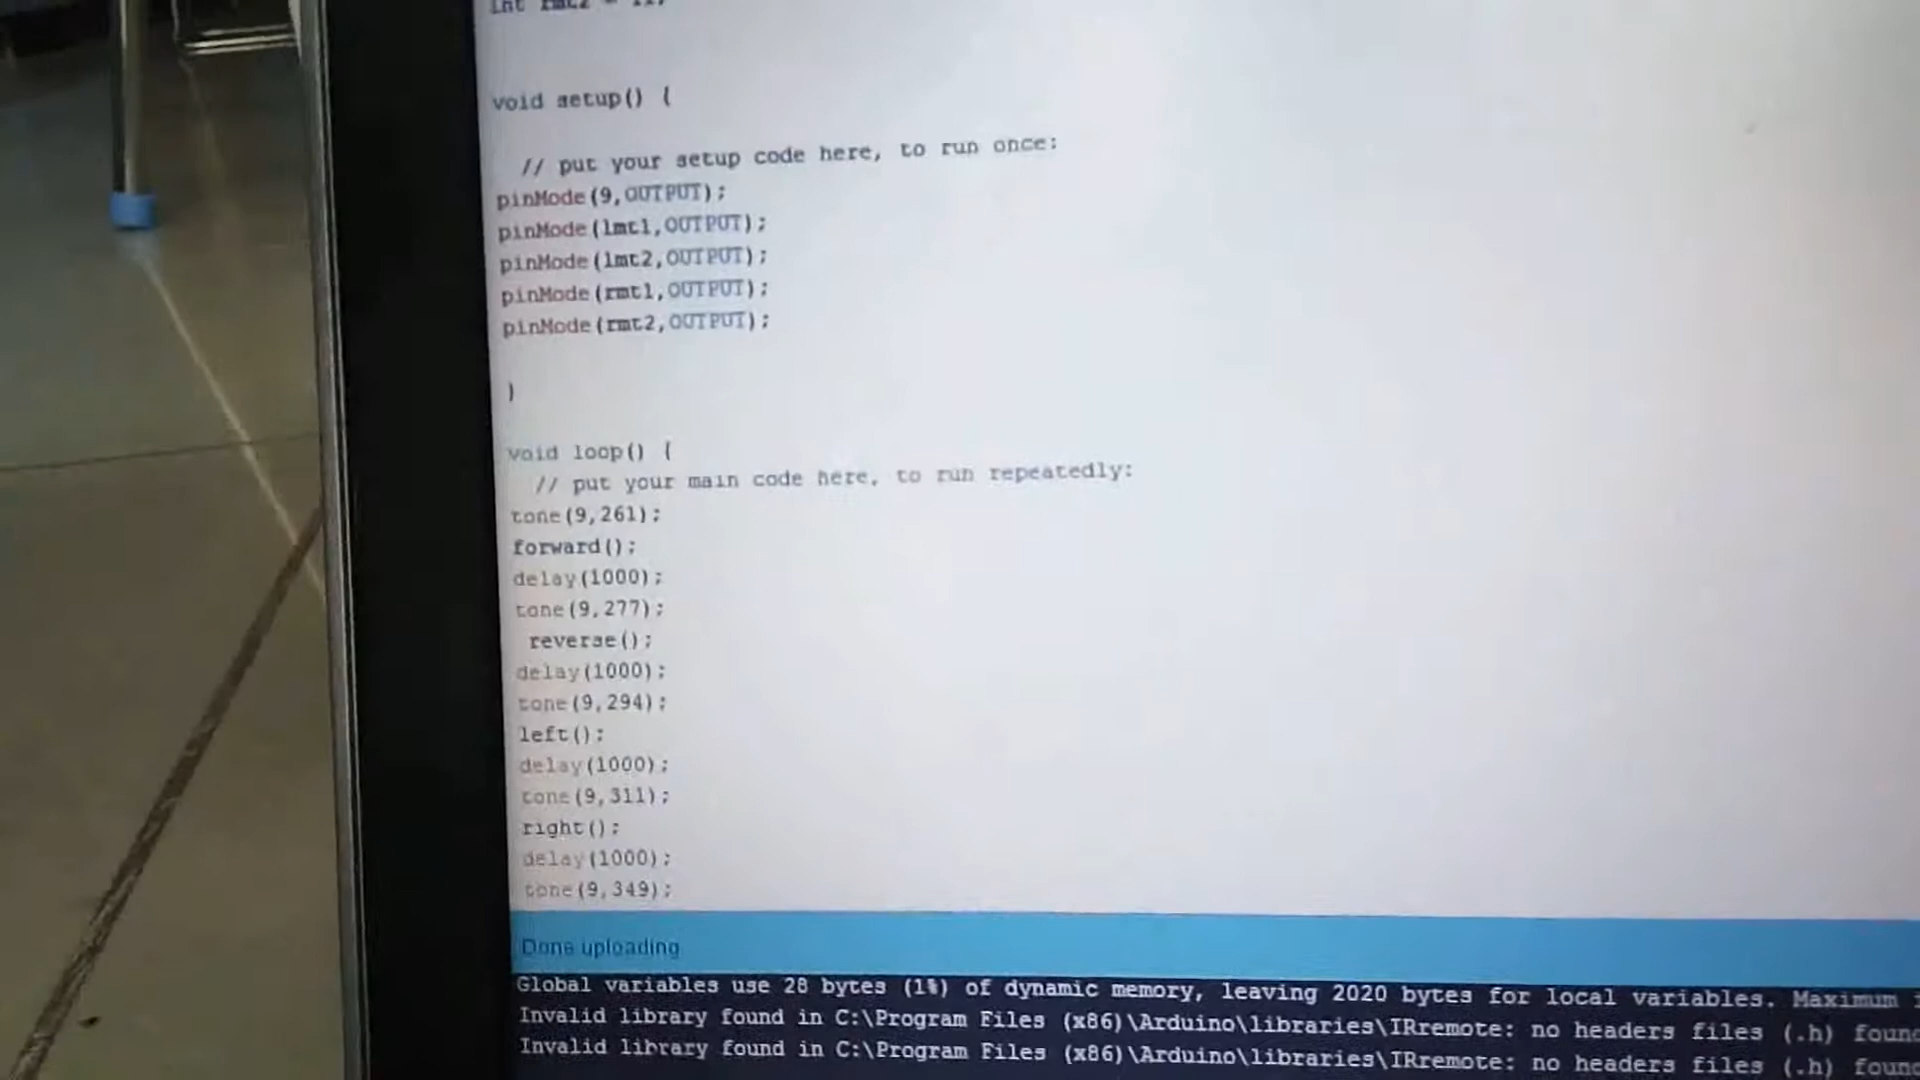 int rmt2 = 11;
void setup() {
// put your setup code here, to run once:
pinMode(9,OUTPUT);
pinMode(lmt1,OUTPUT);
pinMode(lmt2,OUTPUT);
pinMode(rmt1,OUTPUT);
pinMode(rmt2,OUTPUT);
}
void loop() {
// put your main code here, to run repeatedly:
tone(9,261);
forward();
delay(1000);
tone(9,277);
reverse();
delay(1000);
tone(9,294);
left();
delay(1000);
tone(9,311);
right();
delay(1000);
tone(9,349);
Done uploading
Global variables use 28 bytes (1%) of dynamic memory, leaving 2020 bytes for local variables. Maximum
Invalid library found in C:\Program Files (x86)\Arduino\libraries\IRremote: no headers files (.h) found
Invalid library found in C:\Program Files (x86)\Arduino\libraries\IRremote: no headers files (.h) found